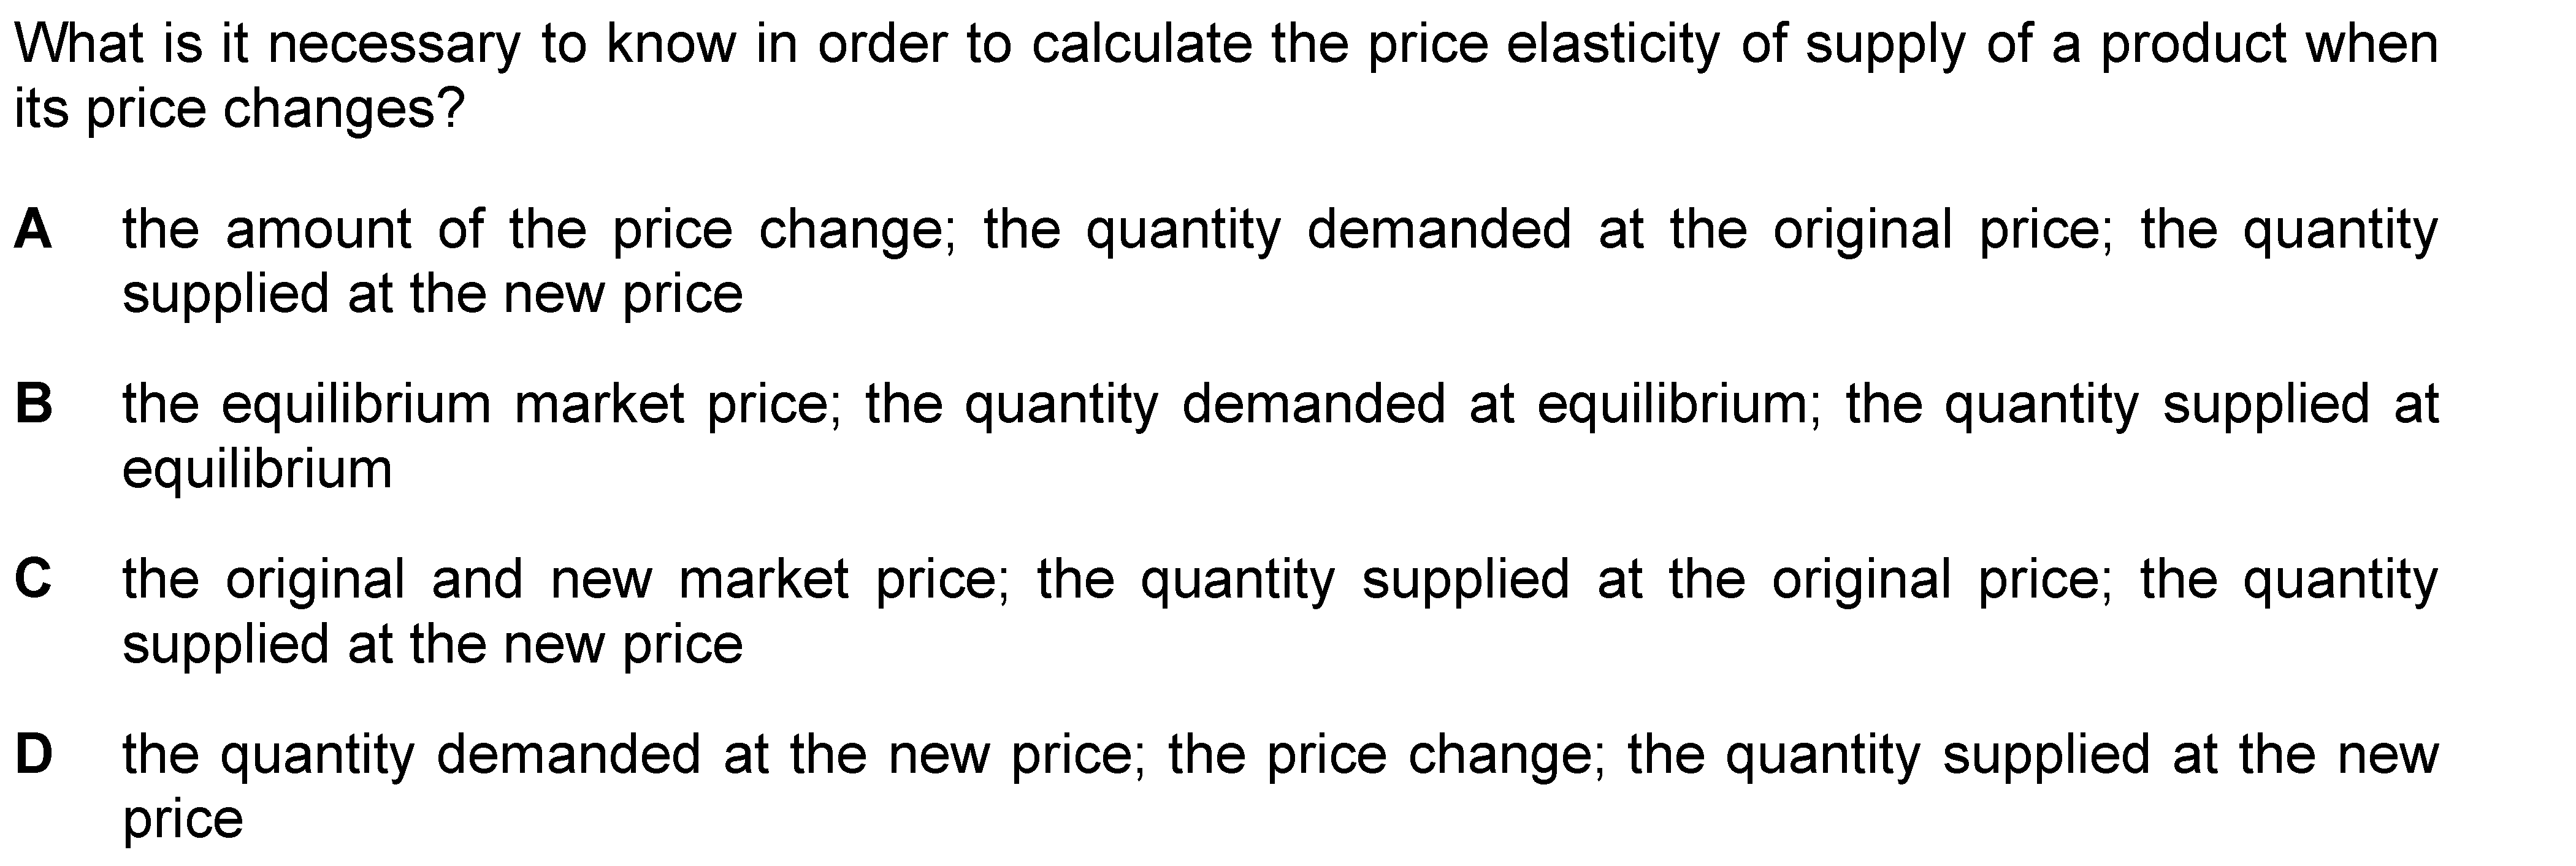 What is it necessary to know in order to calculate the price elasticity of supply of a product when
its price changes?
A the amount of the price change; the quantity demanded at the original price; the quantity
supplied at the new price
B the equilibrium market price; the quantity demanded at equilibrium; the quantity supplied at
equilibrium
C the original and new market price; the quantity supplied at the original price; the quantity
supplied at the new price
D the quantity demanded at the new price; the price change; the quantity supplied at the new
price